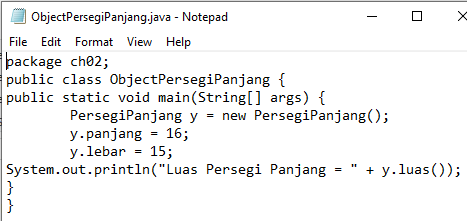 ObjectPersegiPanjang.java - Notepad
File Edit Format View Help
package ch02;
public class ObjectPersegiPanjang {
public static void main(String[] args) {
PersegiPanjang y = new PersegiPanjang();
y.panjang = 16;
y.lebar = 15;
System.out.println("Luas Persegi Panjang = " + y.luas());
}
}